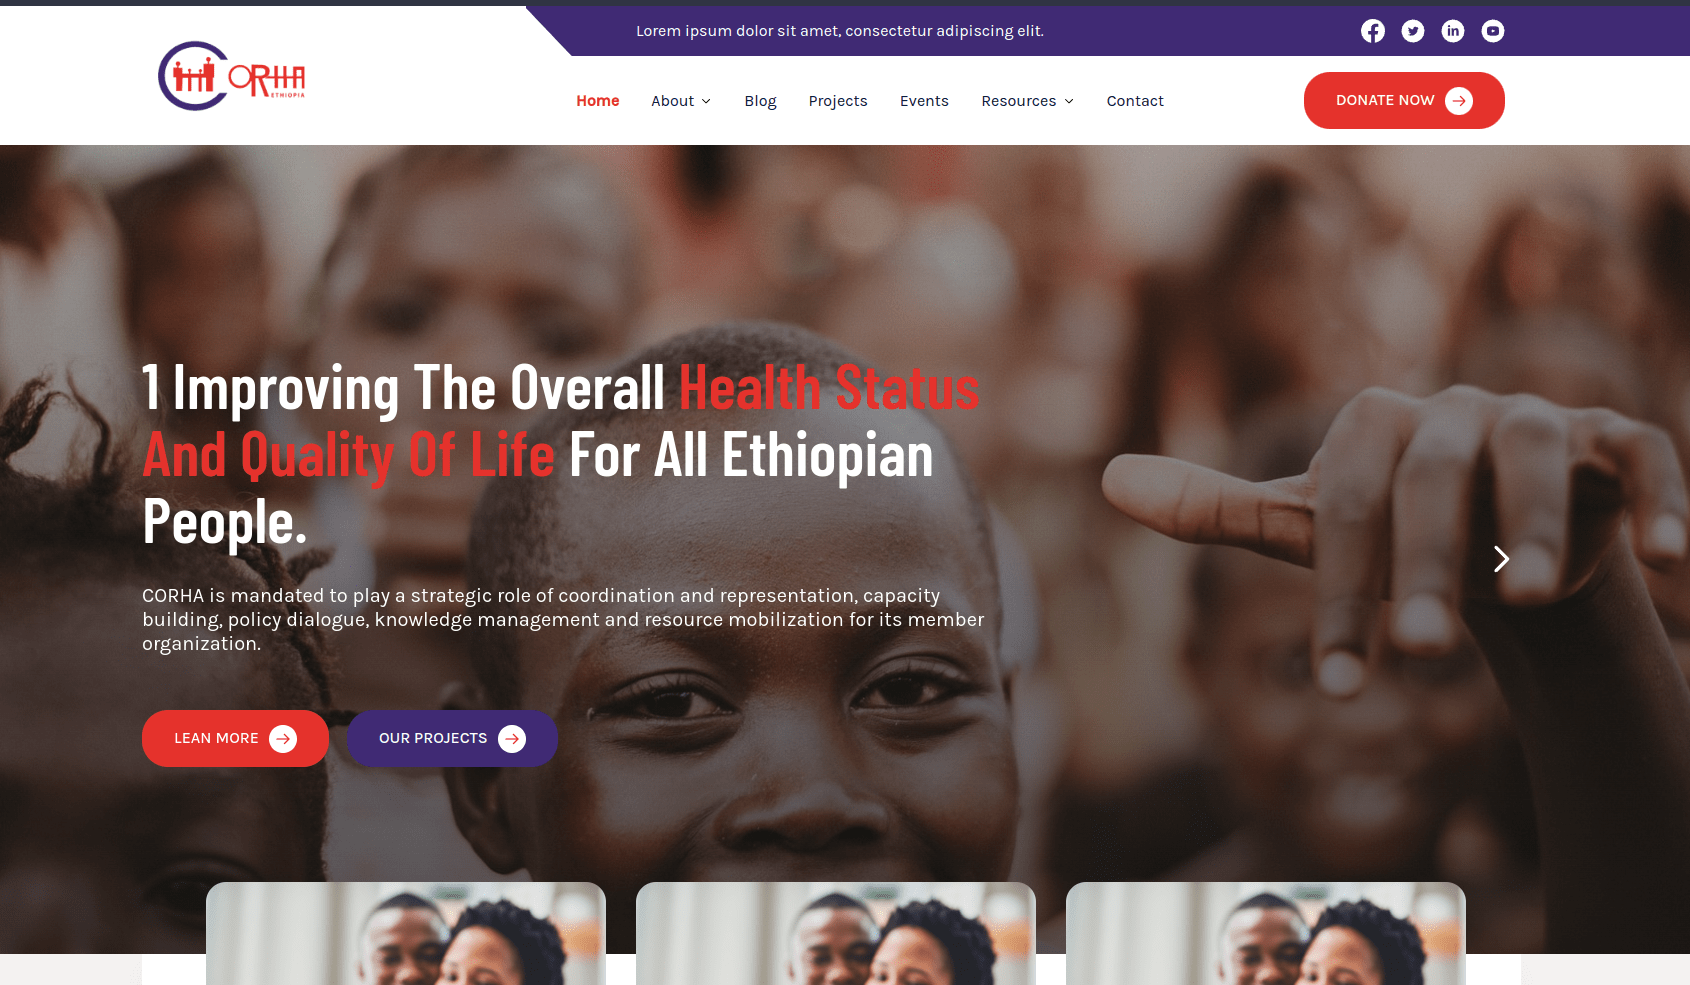 Lorem ipsum dolor sit amet, consectetur adipiscing elit.
ORHA
ETHIOPIA
Home About Blog Projects Events Resources Contact
DONATE NOW
1 Improving The Overall Health Status
And Quality Of Life For All Ethiopian
People.
CORHA is mandated to play a strategic role of coordination and representation, capacity
building, policy dialogue, knowledge management and resource mobilization for its member
organization.
LEAN MORE
OUR PROJECTS